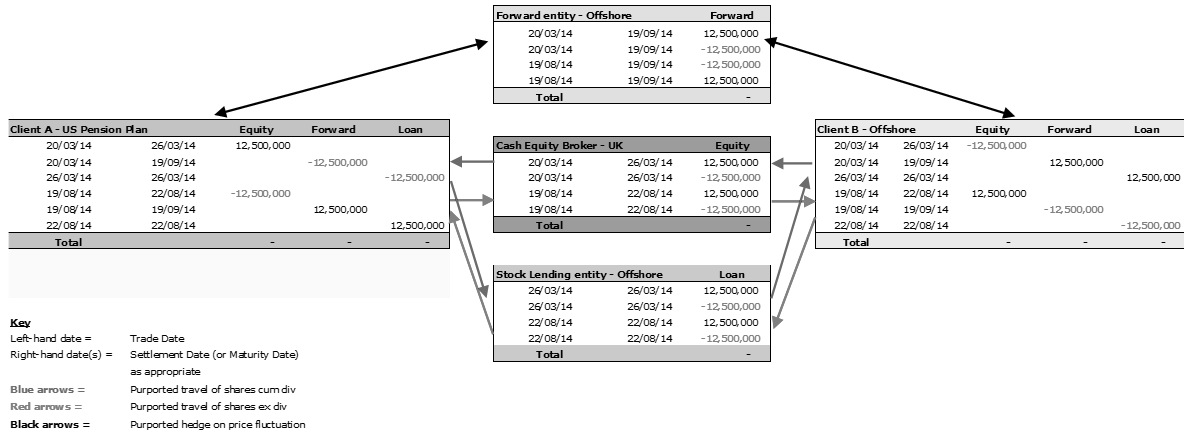 Forward entity - Offshore Forward
20/03/14 19/09/14 12,500,000
20/03/14 19/09/14 -12,500,000
19/08/14 19/09/14 -12,500,000
19/08/14 19/09/14 12,500,000
Total -
Client A - US Pension Plan Equity Forward Loan
20/03/14 26/03/14 12,500,000
20/03/14 19/09/14 -12,500,000
26/03/14 26/03/14 -12,500,000
19/08/14 22/08/14 -12,500,000
19/08/14 19/09/14 12,500,000
22/08/14 22/08/14 12,500,000
Total - - -
Cash Equity Broker - UK Equity
20/03/14 26/03/14 12,500,000
20/03/14 26/03/14 -12,500,000
19/08/14 22/08/14 12,500,000
19/08/14 22/08/14 -12,500,000
Total -
Client B - Offshore Equity Forward Loan
20/03/14 26/03/14 -12,500,000
20/03/14 19/09/14 12,500,000
26/03/14 26/03/14 12,500,000
19/08/14 22/08/14 12,500,000
19/08/14 19/09/14 -12,500,000
22/08/14 22/08/14 -12,500,000
Total - - -
Stock Lending entity - Offshore Loan
26/03/14 26/03/14 12,500,000
26/03/14 26/03/14 -12,500,000
22/08/14 22/08/14 12,500,000
22/08/14 22/08/14 -12,500,000
Total -
Key
Left-hand date = Trade Date
Right-hand date(s) = Settlement Date (or Maturity Date)
as appropriate
Blue arrows = Purported travel of shares cum div
Red arrows = Purported travel of shares ex div
Black arrows = Purported hedge on price fluctuation